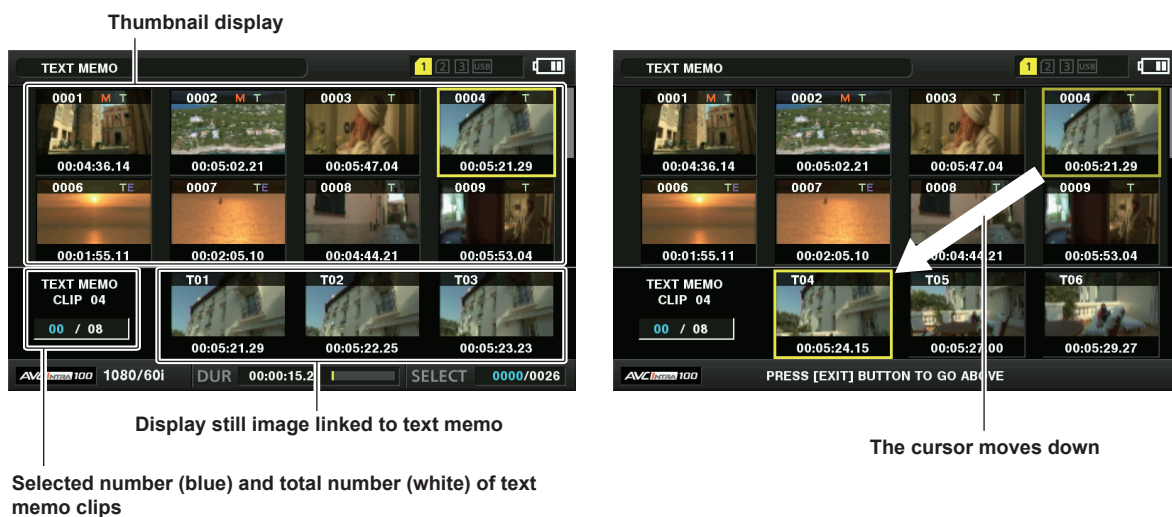 Thumbnail display
TEXT MEMO
1 2 3 USB
0001 M T
0002 M T
0003 T
0004 T
00:04:36.14
00:05:02.21
00:05:47.04
00:05:21.29
0006 TE
0007 TE
0008 T
0009 T
00:01:55.11
00:02:05.10
00:04:44.21
00:05:53.04
TEXT MEMO
CLIP 04
00 / 08
T01
T02
T03
00:05:21.29
00:05:22.25
00:05:23.23
AVC INTRA 100 1080/60i DUR 00:00:15.2 SELECT 0000/0026
Display still image linked to text memo
Selected number (blue) and total number (white) of text
memo clips
TEXT MEMO
1 2 3 USB
0001 M T
0002 M T
0003 T
0004 T
00:04:36.14
00:05:02.21
00:05:47.04
00:05:21.29
0006 TE
0007 TE
0008 T
0009 T
00:01:55.11
00:02:05.10
00:04:44.21
00:05:53.04
TEXT MEMO
CLIP 04
00 / 08
T04
T05
T06
00:05:24.15
00:05:27.00
00:05:29.27
AVC INTRA 100 PRESS [EXIT] BUTTON TO GO ABOVE
The cursor moves down